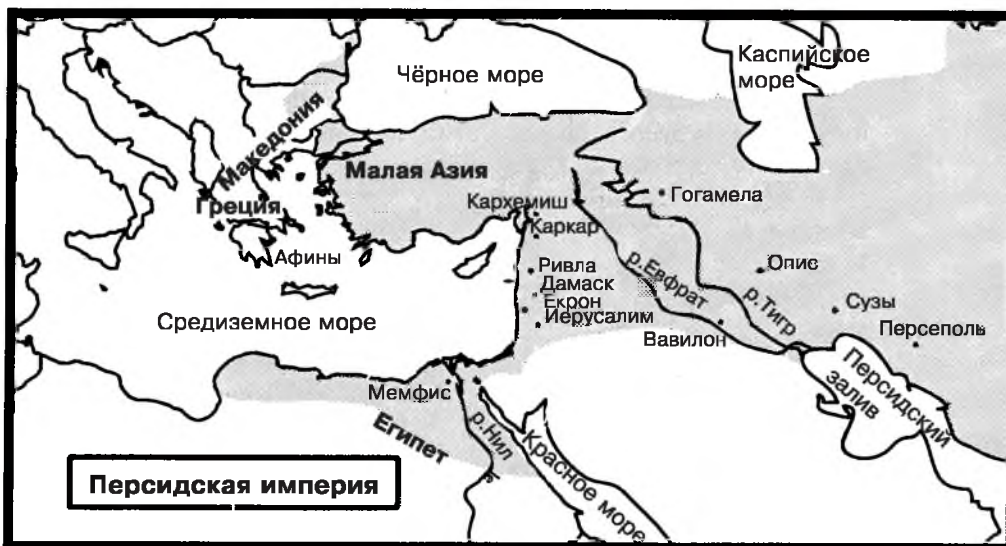 Каспийское
море
Чёрное море
Македония
Малая Азия
Греция
Гогамела
Кархемиш
Каркар
Афины
Ривла
Дамаск
Екрон
Иерусалим
р.Евфрат
р.Тигр
Опис
Сузы
Персеполь
Средиземное море
Вавилон
Персидский
залив
Мемфис
Египет
р.Нил
Красное море
Персидская империя